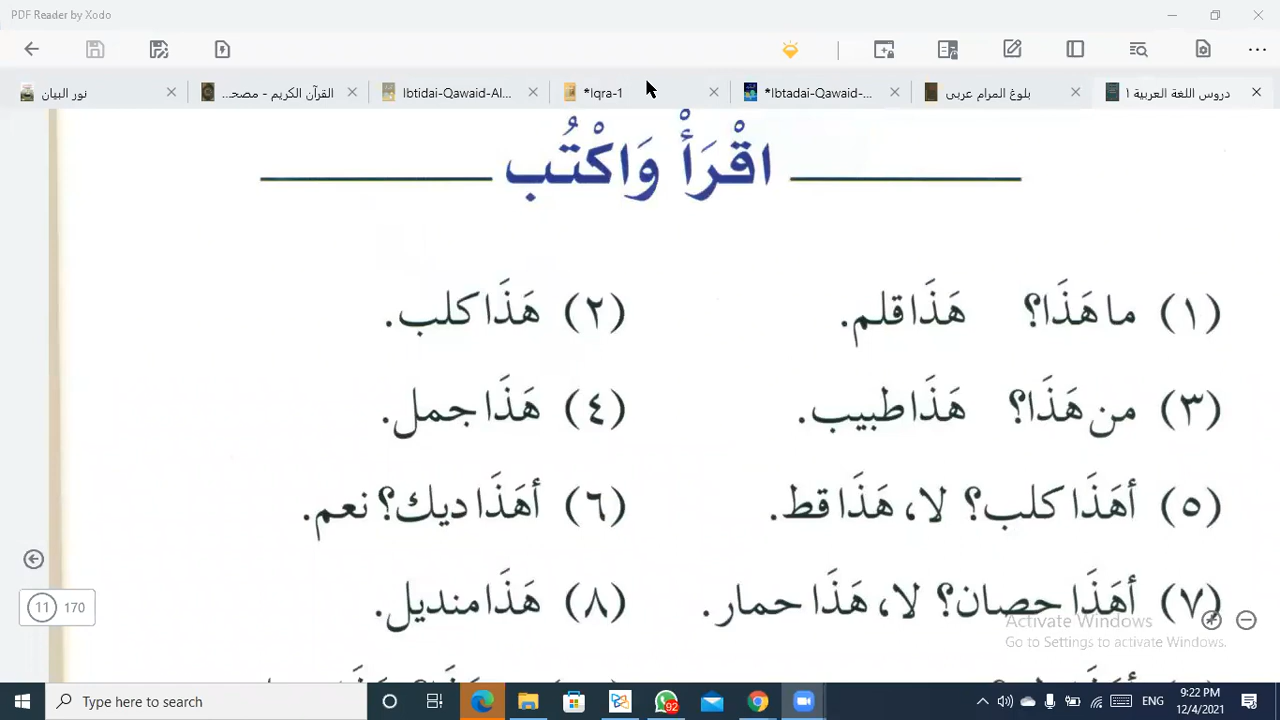 PDF Reader by Xodo
نور البيان
القرآن الكريم - مصحـ...
Ibtidai-Qawaid-Al...
*Iqra-1
*Ibtadai-Qawaid-...
بلوغ المرام عربى
دروس اللغة العربية ١
اقْرَأْ وَاكْتُب
(١) ما هَذَا؟ هَذَا قلم.
(٢) هَذَا كلب.
(٣) من هَذَا؟ هَذَا طبيب.
(٤) هَذَا جمل.
(٥) أهَذَا كلب؟ لا، هَذَا قط.
(٦) أهَذَا ديك؟ نعم.
(٧) أهَذَا حصان؟ لا، هَذَا حمار.
(٨) هَذَا منديل.
11 170
Activate Windows
Go to Settings to activate Windows.
Type here to search
92
ENG
9:22 PM
12/4/2021